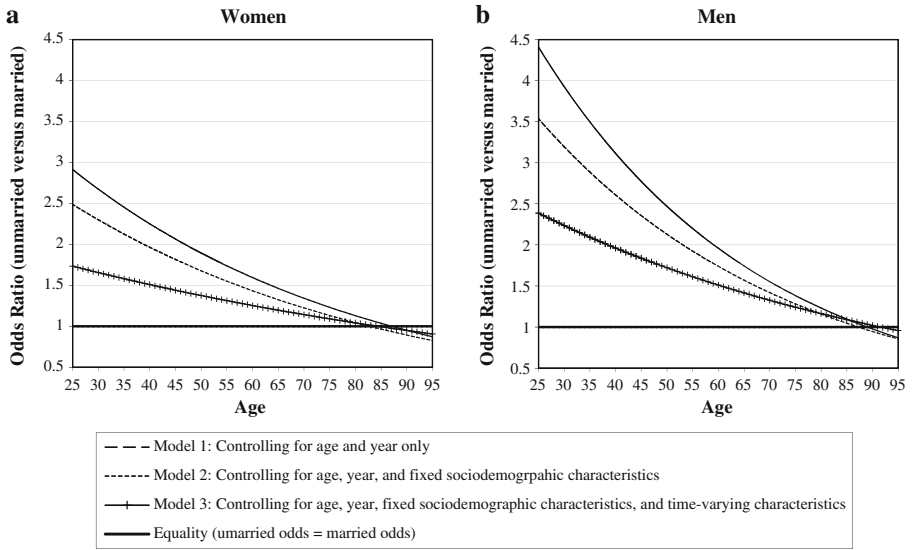 a
Women
Odds Ratio (unmarried versus married)
4.5
4
3.5
3
2.5
2
1.5
1
0.5
25 30 35 40 45 50 55 60 65 70 75 80 85 90 95
Age
b
Men
Odds Ratio (unmarried versus married)
4.5
4
3.5
3
2.5
2
1.5
1
0.5
25 30 35 40 45 50 55 60 65 70 75 80 85 90 95
Age
Model 1: Controlling for age and year only
Model 2: Controlling for age, year, and fixed sociodemogrpahic characteristics
Model 3: Controlling for age, year, fixed sociodemographic characteristics, and time-varying characteristics
Equality (umarried odds = married odds)